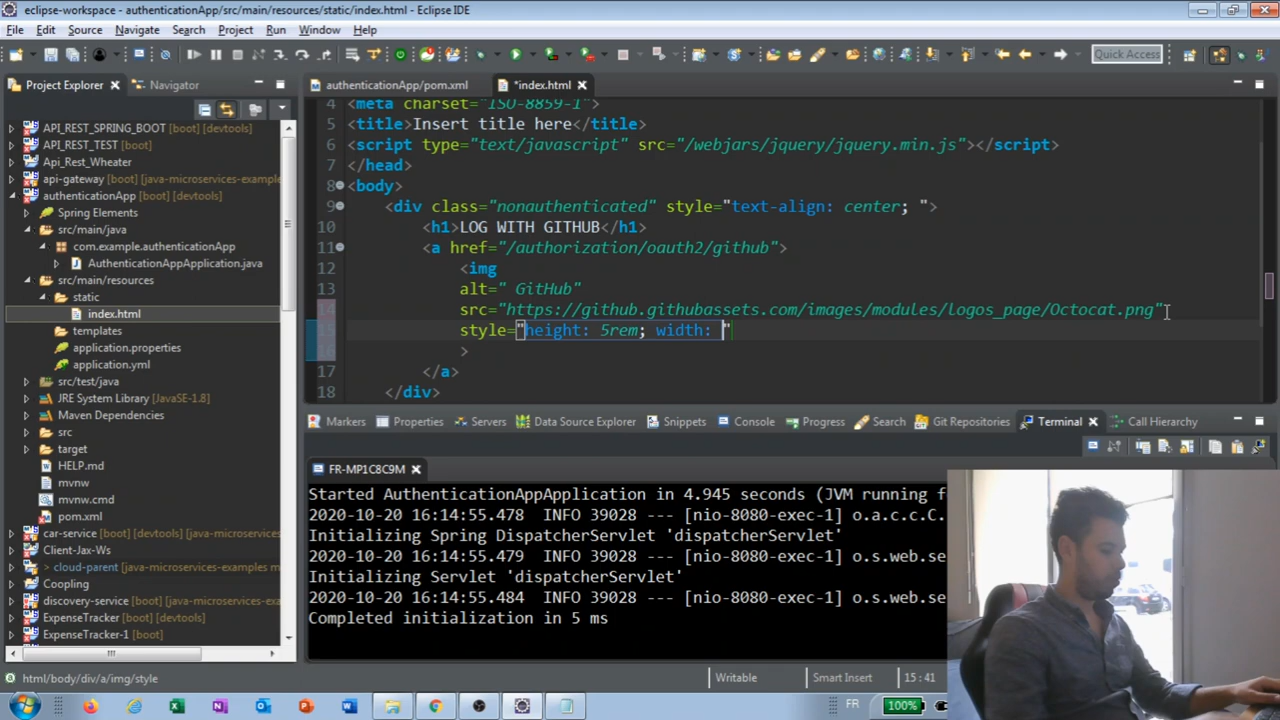 eclipse-workspace - authenticationApp/src/main/resources/static/index.html - Eclipse IDE
File Edit Source Navigate Search Project Run Window Help
Quick Access
Project Explorer
Navigator
API_REST_SPRING_BOOT [boot] [devtools]
API_REST_TEST [boot]
Api_Rest_Wheater
api-gateway [java-microservices-example
authenticationApp [boot] [devtools]
Spring Elements
src/main/java
com.example.authenticationApp
AuthenticationAppApplication.java
src/main/resources
static
index.html
templates
application.properties
application.yml
src/test/java
JRE System Library [JavaSE-1.8]
Maven Dependencies
src
target
HELP.md
mvnw
mvnw.cmd
pom.xml
car-service [boot] [java-microservices
Client-Jax-Ws
> cloud-parent [java-microservices-examples m
Coopling
discovery-service [boot] [java-microserv
ExpenseTracker [boot] [devtools]
ExpenseTracker-1 [boot] [devtools]
authenticationApp/pom.xml
*index.html
4 <meta charset="ISO-8859-1">
5 <title>Insert title here</title>
6 <script type="text/javascript" src="/webjars/jquery/jquery.min.js"></script>
7 </head>
8 <body>
9 <div class="nonauthenticated" style="text-align: center; ">
10 <h1>LOG WITH GITHUB</h1>
11 <a href="/authorization/oauth2/github">
12 <img
13 alt=" GitHub"
14 src="https://github.githubassets.com/images/modules/logos_page/Octocat.png"
15 style="height: 5rem; width: "
16 >
17 </a>
18 </div>
Markers Properties Servers Data Source Explorer Snippets Console Progress Search Git Repositories Terminal Call Hierarchy
FR-MP1C8C9M
Started AuthenticationAppApplication in 4.945 seconds (JVM running f
2020-10-20 16:14:55.478 INFO 39028 --- [nio-8080-exec-1] o.a.c.c.C.
Initializing Spring DispatcherServlet 'dispatcherServlet'
2020-10-20 16:14:55.479 INFO 39028 --- [nio-8080-exec-1] o.s.web.se
Initializing Servlet 'dispatcherServlet'
2020-10-20 16:14:55.484 INFO 39028 --- [nio-8080-exec-1] o.s.web.se
Completed initialization in 5 ms
html/body/div/a/img/style
Writable
Smart Insert
15 : 41
FR
100%